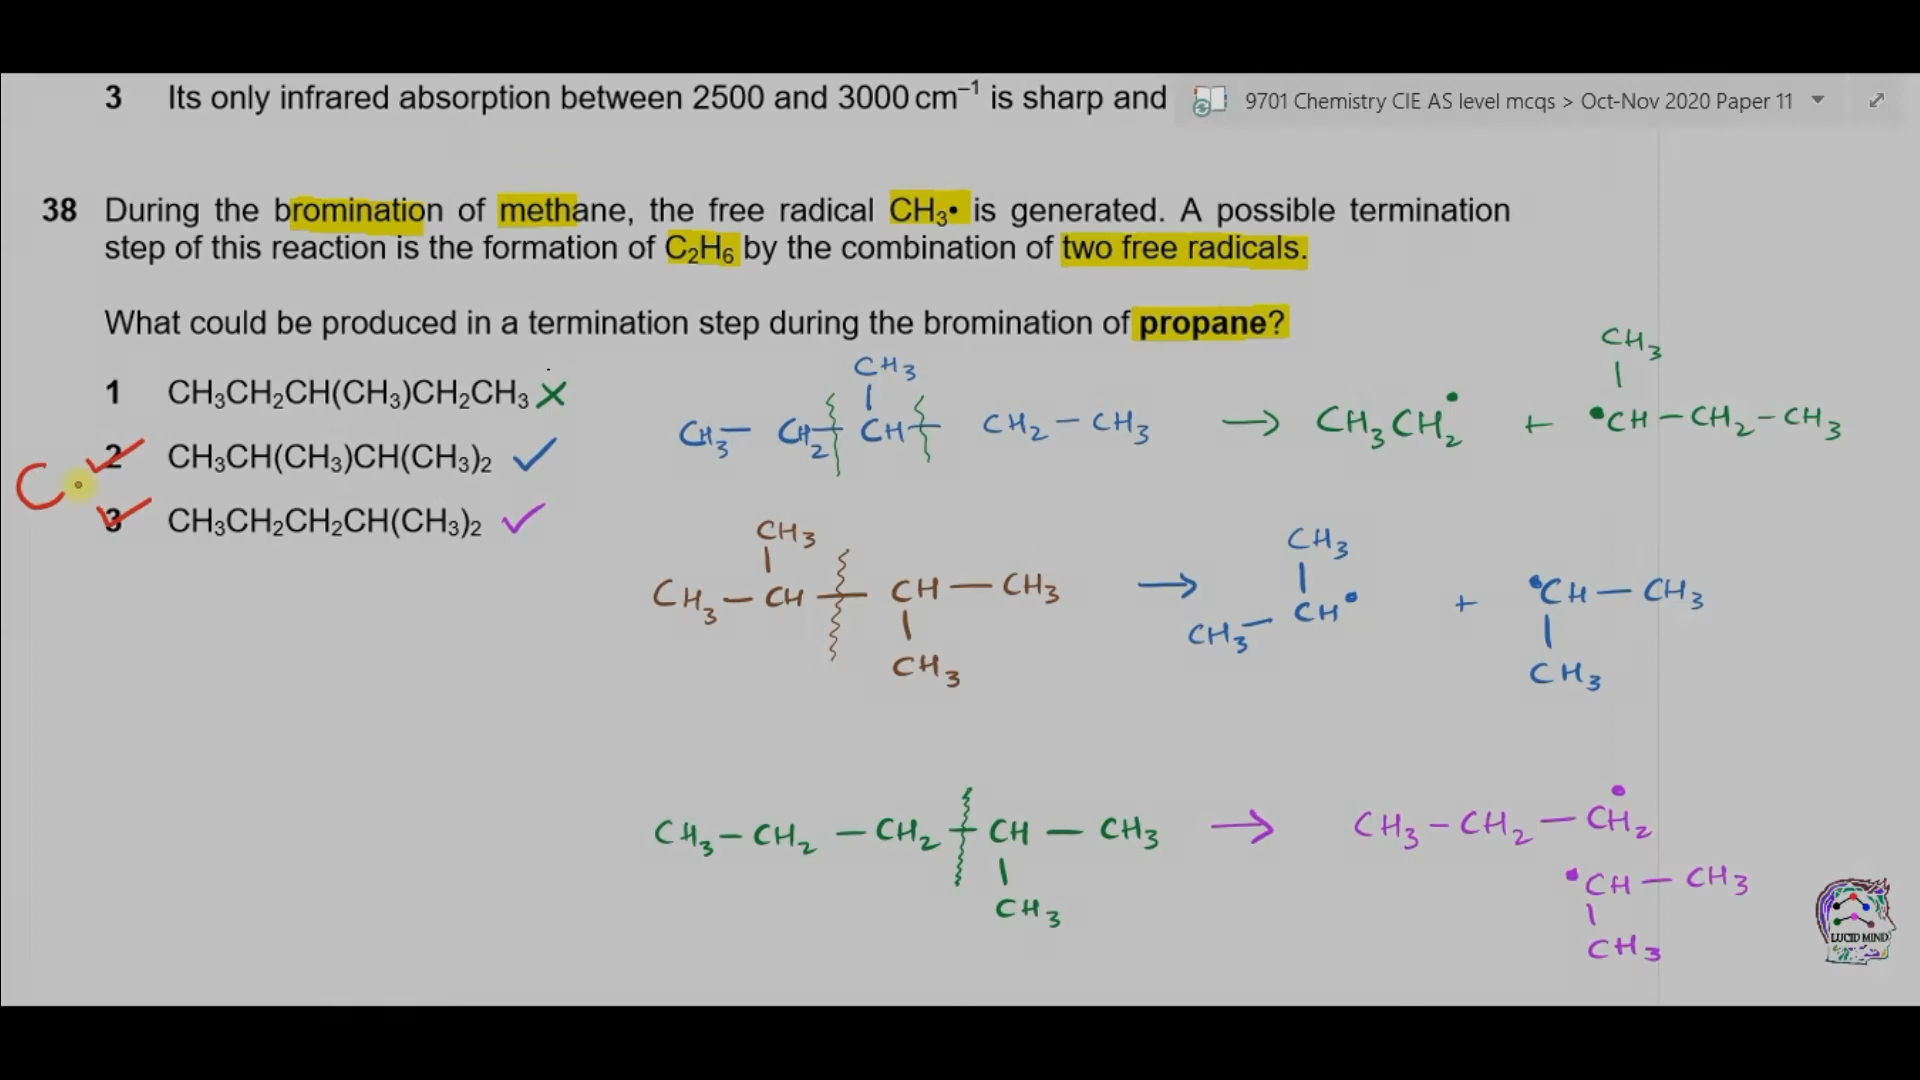 3 Its only infrared absorption between 2500 and 3000 cm⁻¹ is sharp and
9701 Chemistry CIE AS level mcqs > Oct-Nov 2020 Paper 11
38 During the bromination of methane, the free radical CH₃• is generated. A possible termination
step of this reaction is the formation of C₂H₆ by the combination of two free radicals.
What could be produced in a termination step during the bromination of propane?
1 CH₃CH₂CH(CH₃)CH₂CH₃ ✗
2 CH₃CH(CH₃)CH(CH₃)₂ ✓
C
3 CH₃CH₂CH₂CH(CH₃)₂ ✓
CH₃
CH₃
CH₃— CH₂ CH CH₂—CH₃ → CH₃CH₂• + •CH—CH₂—CH₃
CH₃
CH₃
CH₃—CH—CH—CH₃ → CH₃—CH• + •CH—CH₃
CH₃
CH₃
CH₃—CH₂—CH₂—CH—CH₃ → CH₃—CH₂—CH₂•
CH₃
•CH—CH₃
CH₃
LUCID MIND